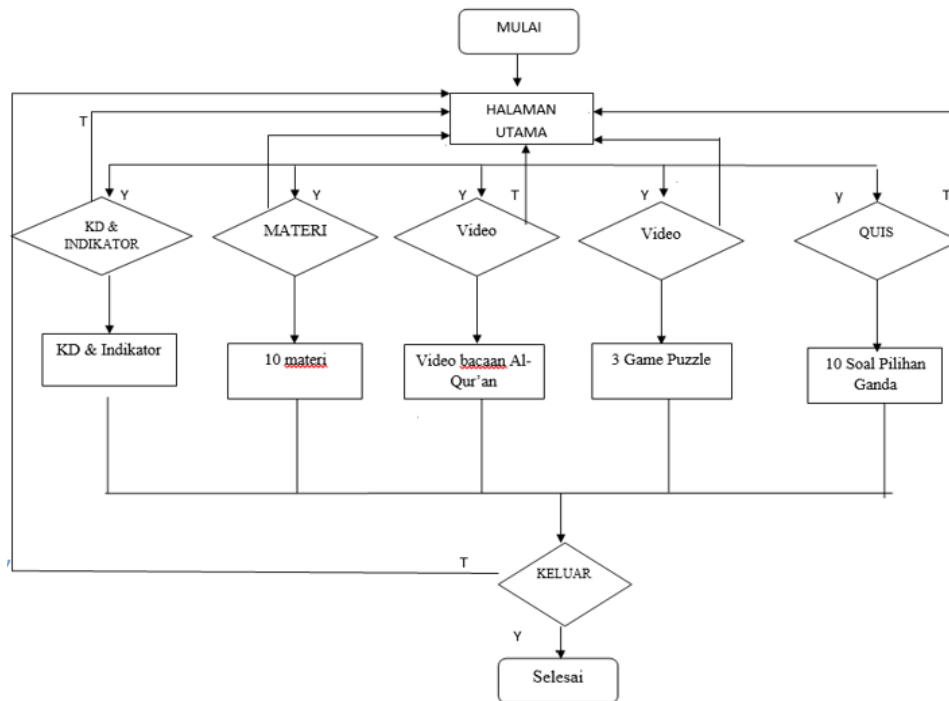 MULAI
HALAMAN
UTAMA
T
Y
Y
Y
T
Y
y
T
KD &
INDIKATOR
MATERI
Video
Video
QUIS
KD & Indikator
10 materi
Video bacaan Al-
Qur’an
3 Game Puzzle
10 Soal Pilihan
Ganda
T
KELUAR
Y
Selesai